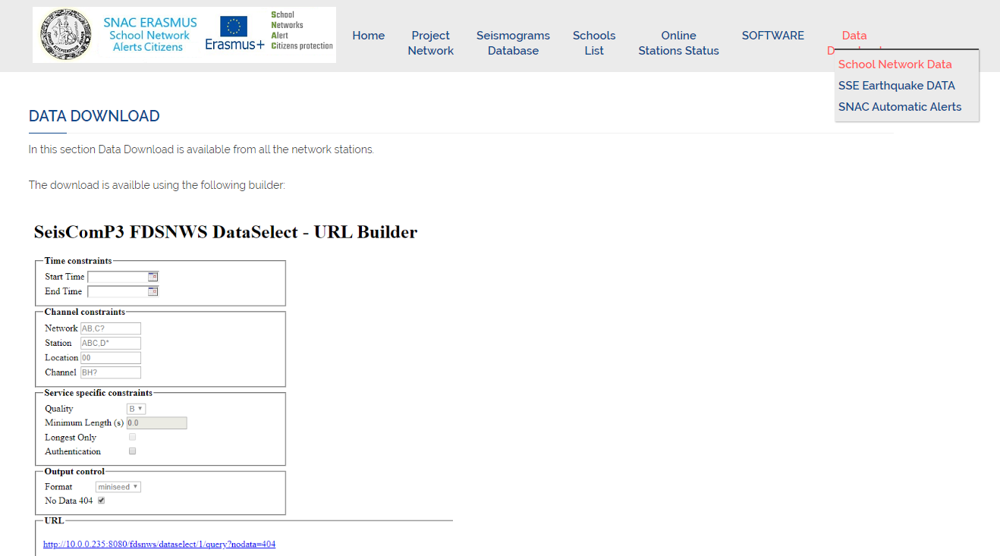 SNAC ERASMUS
School Network
Alerts Citizens
Erasmus+
School
Networks
Alert
Citizens protection
Home
Project
Network
Seismograms
Database
Schools
List
Online
Stations Status
SOFTWARE
Data
School Network Data
SSE Earthquake DATA
SNAC Automatic Alerts
DATA DOWNLOAD
In this section Data Download is available from all the network stations.
The download is availble using the following builder:
SeisComP3 FDSNWS DataSelect - URL Builder
Time constraints
Start Time
End Time
Channel constraints
Network AB,C?
Station ABC,D*
Location 00
Channel BH?
Service specific constraints
Quality B
Minimum Length (s) 0.0
Longest Only
Authentication
Output control
Format miniseed
No Data 404
URL
http://10.0.0.235:8080/fdsnws/dataselect/1/query?nodata=404